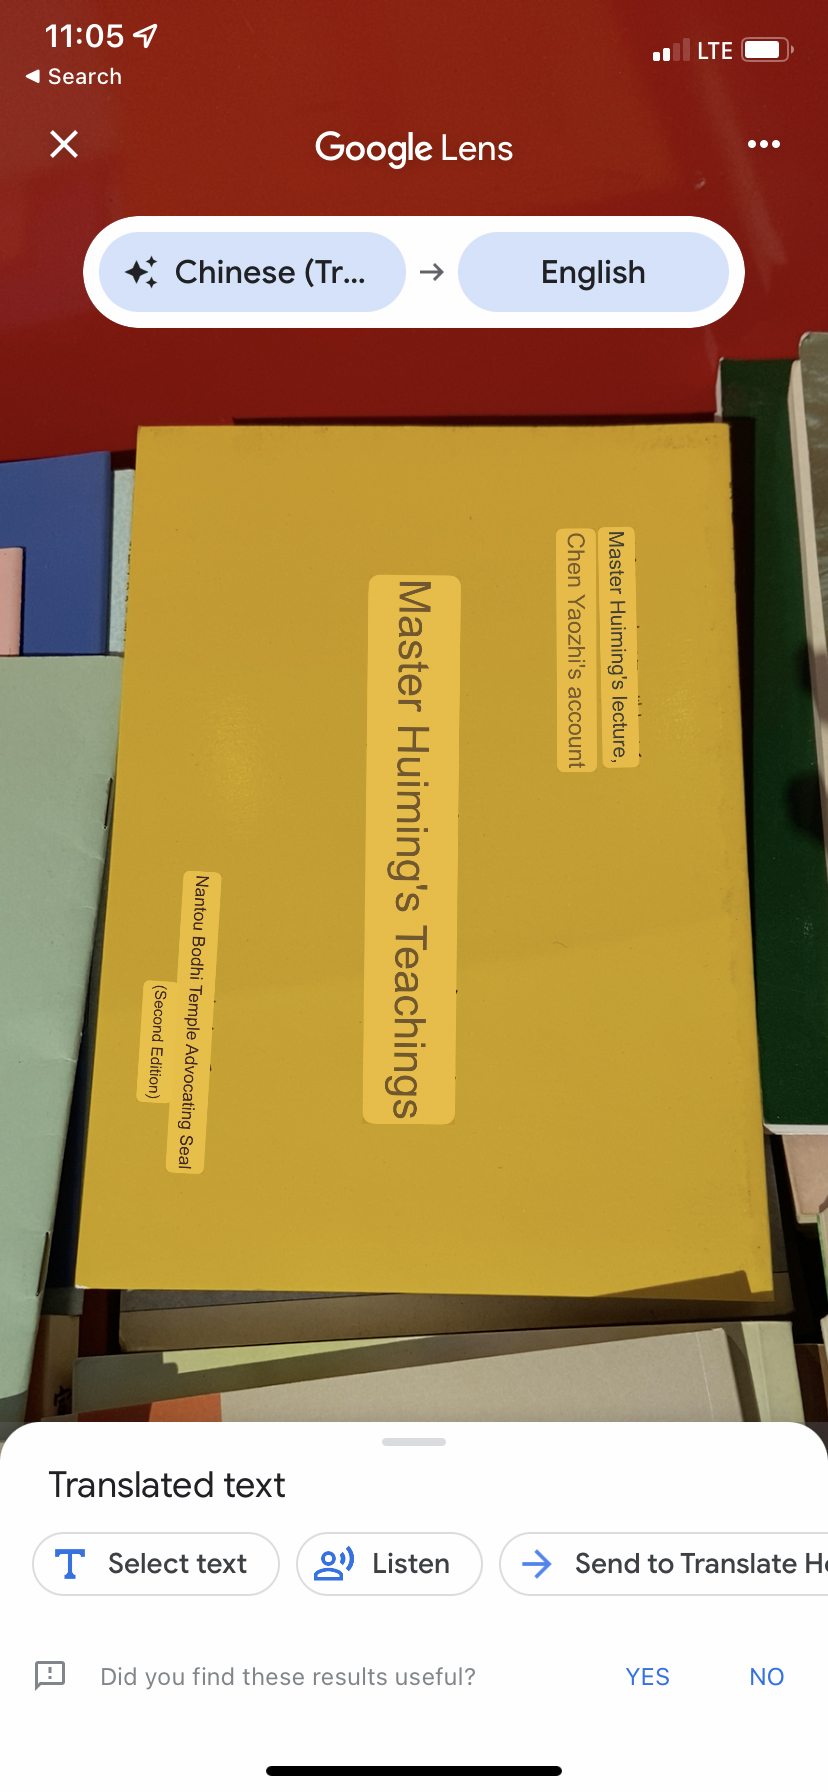 11:05
LTE
Search
Google Lens
Chinese (Tr...
English
Master Huiming's lecture,
Chen Yaozhi's account
Master Huiming's Teachings
Nantou Bodhi Temple Advocating Seal
(Second Edition)
Translated text
Select text
Listen
Send to Translate Ho
Did you find these results useful?
YES
NO